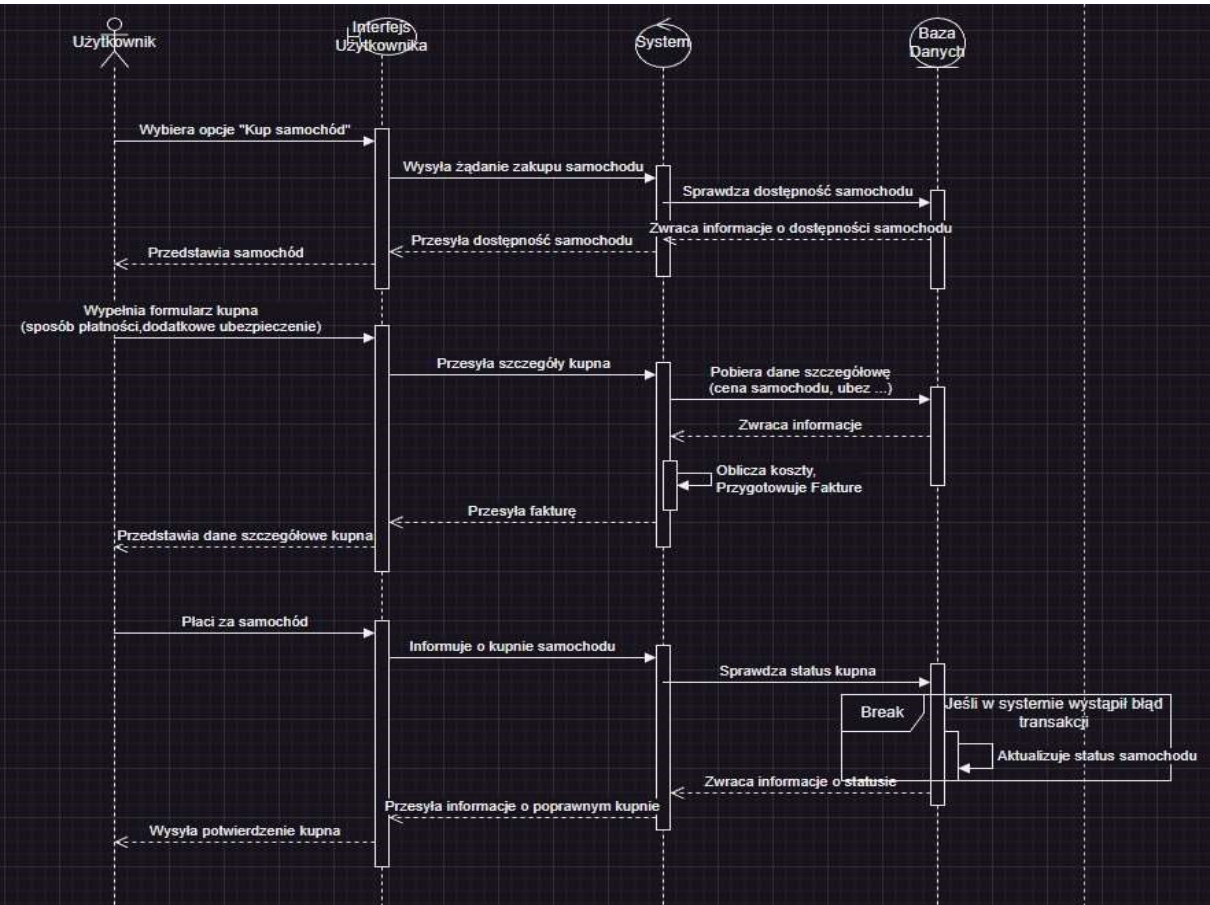 Użytkownik
Interfejs
Użytkownika
System
Baza
Danych
Wybiera opcje "Kup samochód"
Wysyła żądanie zakupu samochodu
Sprawdza dostępność samochodu
Zwraca informacje o dostępności samochodu
Przesyła dostępność samochodu
Przedstawia samochód
Wypełnia formularz kupna
(sposób płatności,dodatkowe ubezpieczenie)
Przesyła szczegóły kupna
Pobiera dane szczegółowę
(cena samochodu, ubez ...)
Zwraca informacje
Oblicza koszty,
Przygotowuje Fakture
Przesyła fakturę
Przedstawia dane szczegółowe kupna
Płaci za samochód
Informuje o kupnie samochodu
Sprawdza status kupna
Break
Jeśli w systemie wystąpił błąd
transakcji
Aktualizuje status samochodu
Zwraca informacje o statusie
Przesyła informacje o poprawnym kupnie
Wysyła potwierdzenie kupna